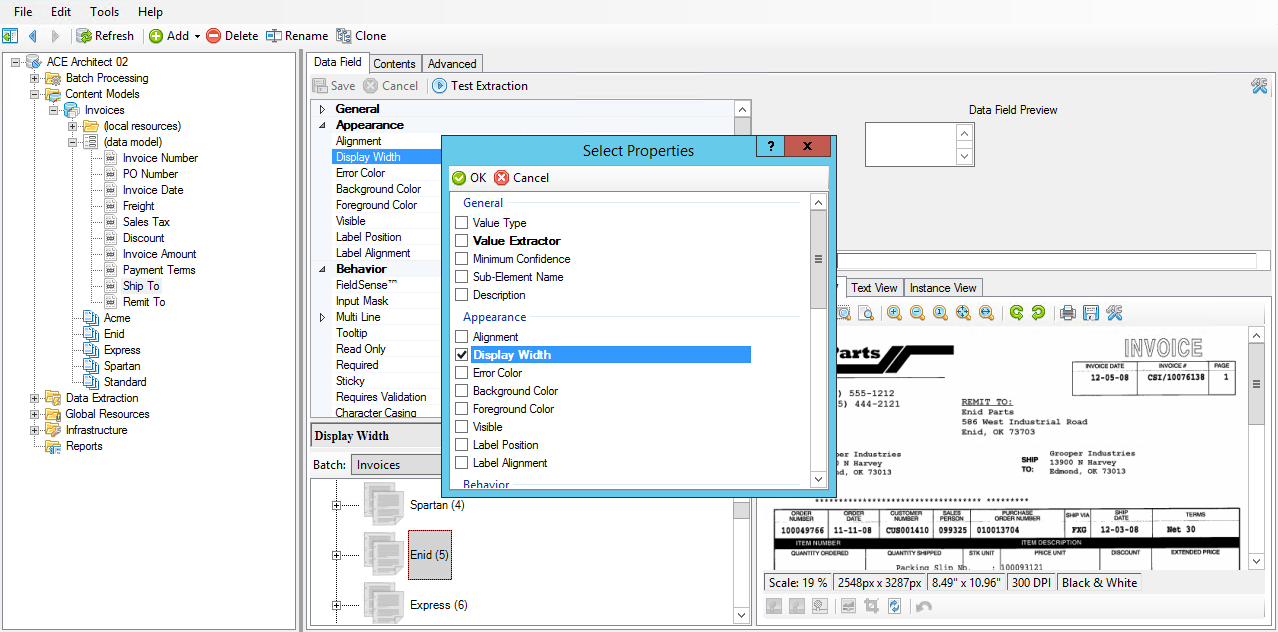 File Edit Tools Help
Refresh Add Delete Rename Clone
ACE Architect 02
Batch Processing
Content Models
Invoices
(local resources)
(data model)
Invoice Number
PO Number
Invoice Date
Freight
Sales Tax
Discount
Invoice Amount
Payment Terms
Ship To
Remit To
Acme
Enid
Express
Spartan
Standard
Data Extraction
Global Resources
Infrastructure
Reports
Data Field Contents Advanced
Save Cancel Test Extraction
General
Appearance
Alignment
Display Width
Error Color
Background Color
Foreground Color
Visible
Label Position
Label Alignment
Behavior
FieldSense™
Input Mask
Multi Line
Tooltip
Read Only
Required
Sticky
Requires Validation
Character Casing
Display Width
Batch: Invoices
Spartan (4)
Enid (5)
Express (6)
Select Properties
? x
OK Cancel
General
Value Type
Value Extractor
Minimum Confidence
Sub-Element Name
Description
Appearance
Alignment
Display Width
Error Color
Background Color
Foreground Color
Visible
Label Position
Label Alignment
Behavior
Data Field Preview
Text View Instance View
Parts
INVOICE
INVOICE DATE INVOICE # PAGE
12-05-08 CSI/10076138 1
) 555-1212
5) 444-2121
REMIT TO:
Enid Parts
586 West Industrial Road
Enid, OK 73703
er Industries
0 N Harvey
d, OK 73013
SHIP TO:
Grooper Industries
13900 N Harvey
Edmond, OK 73013
ORDER NUMBER ORDER DATE CUSTOMER NUMBER SALES PERSON PURCHASE ORDER NUMBER SHIP VIA SHIP DATE TERMS
100049766 11-11-08 CUS001410 099325 010013704 FXG 12-03-08 Net 30
ITEM NUMBER ITEM DESCRIPTION
QUANTITY ORDERED QUANTITY SHIPPED STK UNIT PRICE UNIT DISCOUNT EXTENDED PRICE
Packing Slip No. : 100093121
Scale: 19 % 2548px x 3287px 8.49" x 10.96" 300 DPI Black & White